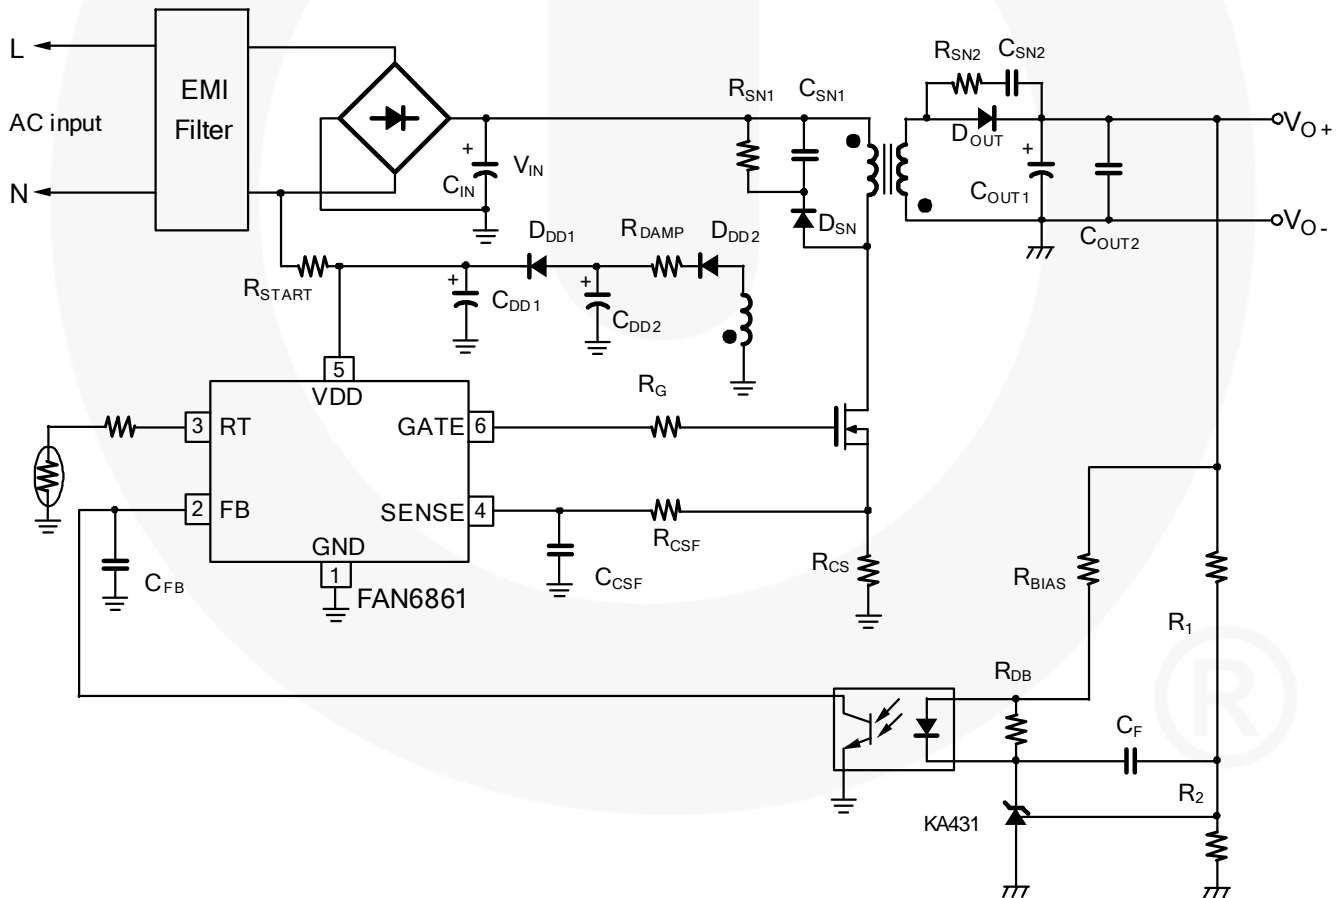 L
AC input
N
EMI
Filter
C_IN
V_IN
+
R_SN1
C_SN1
D_SN
R_SN2
C_SN2
D_OUT
+
C_OUT1
C_OUT2
V_O+
V_O-
R_START
+
C_DD1
D_DD1
+
C_DD2
R_DAMP
D_DD2
5
VDD
3
RT
GATE
6
R_G
2
FB
SENSE
4
R_CSF
GND
1
FAN6861
C_FB
C_CSF
R_CS
R_BIAS
R_1
R_DB
C_F
R_2
KA431
®